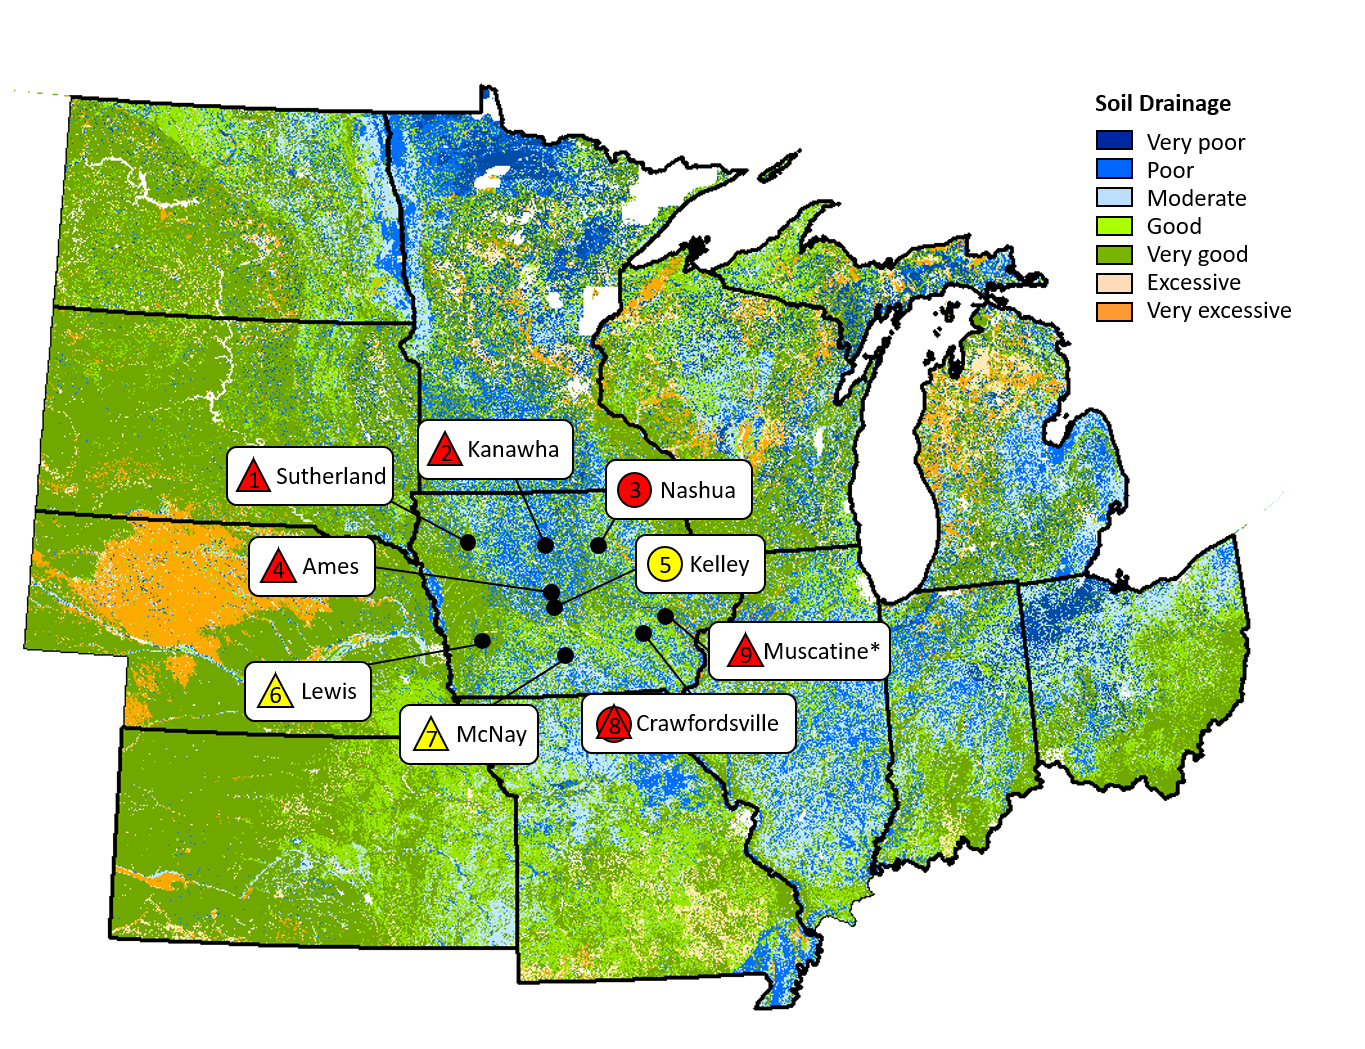 Soil Drainage
Very poor
Poor
Moderate
Good
Very good
Excessive
Very excessive
2 Kanawha
1 Sutherland
3 Nashua
4 Ames
5 Kelley
9 Muscatine*
6 Lewis
7 McNay
8 Crawfordsville